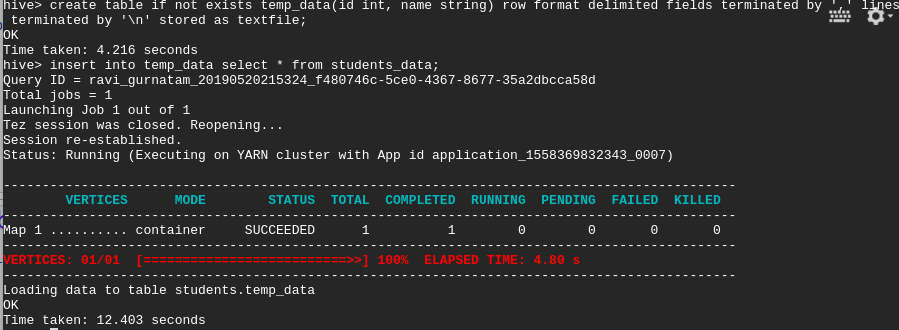 hive> create table if not exists temp_data(id int, name string) row format delimited fields terminated by ',' lines
 terminated by '\n' stored as textfile;
OK
Time taken: 4.216 seconds
hive> insert into temp_data select * from students_data;
Query ID = ravi_gurnatam_20190520215324_f480746c-5ce0-4367-8677-35a2dbcca58d
Total jobs = 1
Launching Job 1 out of 1
Tez session was closed. Reopening...
Session re-established.
Status: Running (Executing on YARN cluster with App id application_1558369832343_0007)
----------------------------------------------------------------------------------------------
        VERTICES      MODE        STATUS  TOTAL  COMPLETED  RUNNING  PENDING  FAILED  KILLED
----------------------------------------------------------------------------------------------
Map 1 .......... container     SUCCEEDED      1          1        0        0       0       0
----------------------------------------------------------------------------------------------
VERTICES: 01/01  [==========================>>] 100%  ELAPSED TIME: 4.80 s
----------------------------------------------------------------------------------------------
Loading data to table students.temp_data
OK
Time taken: 12.403 seconds